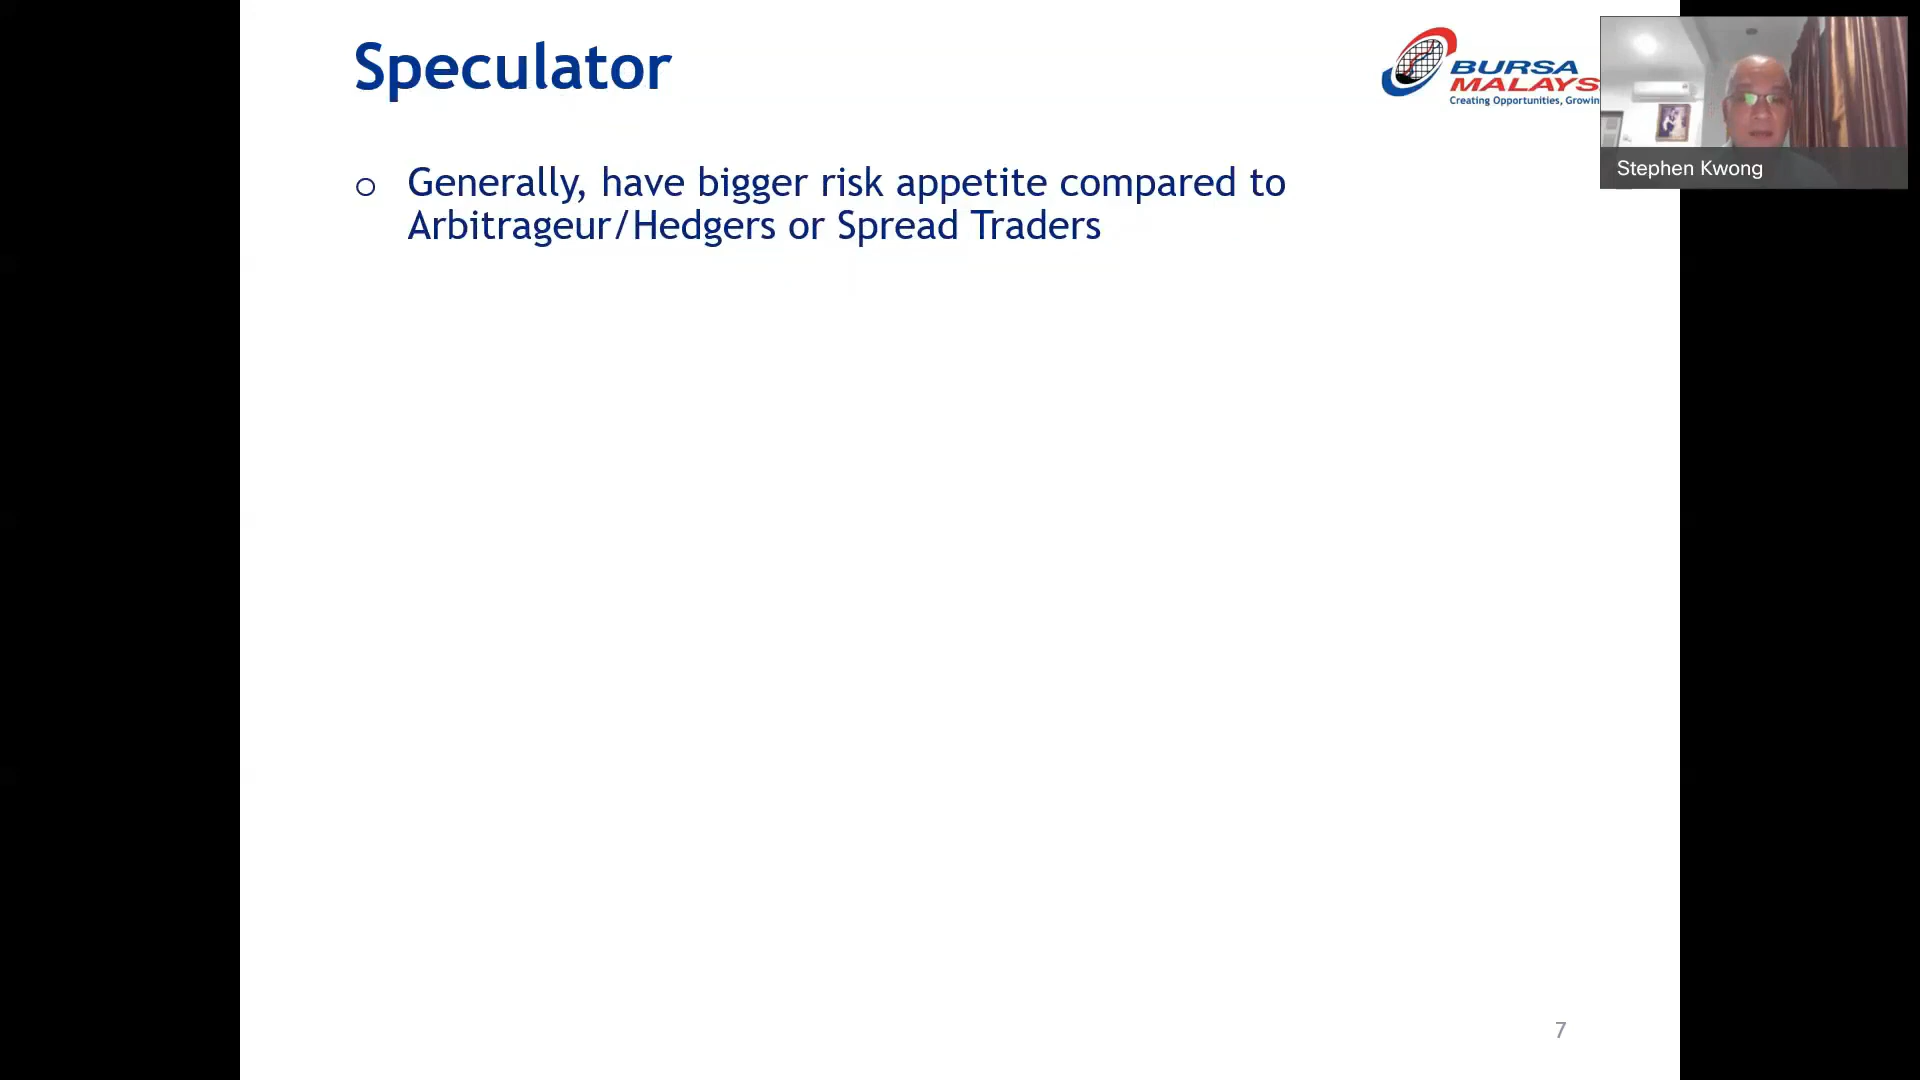 Speculator
BURSA
MALAYS
Creating Opportunities, Growin
Stephen Kwong
o Generally, have bigger risk appetite compared to
Arbitrageur/Hedgers or Spread Traders
7